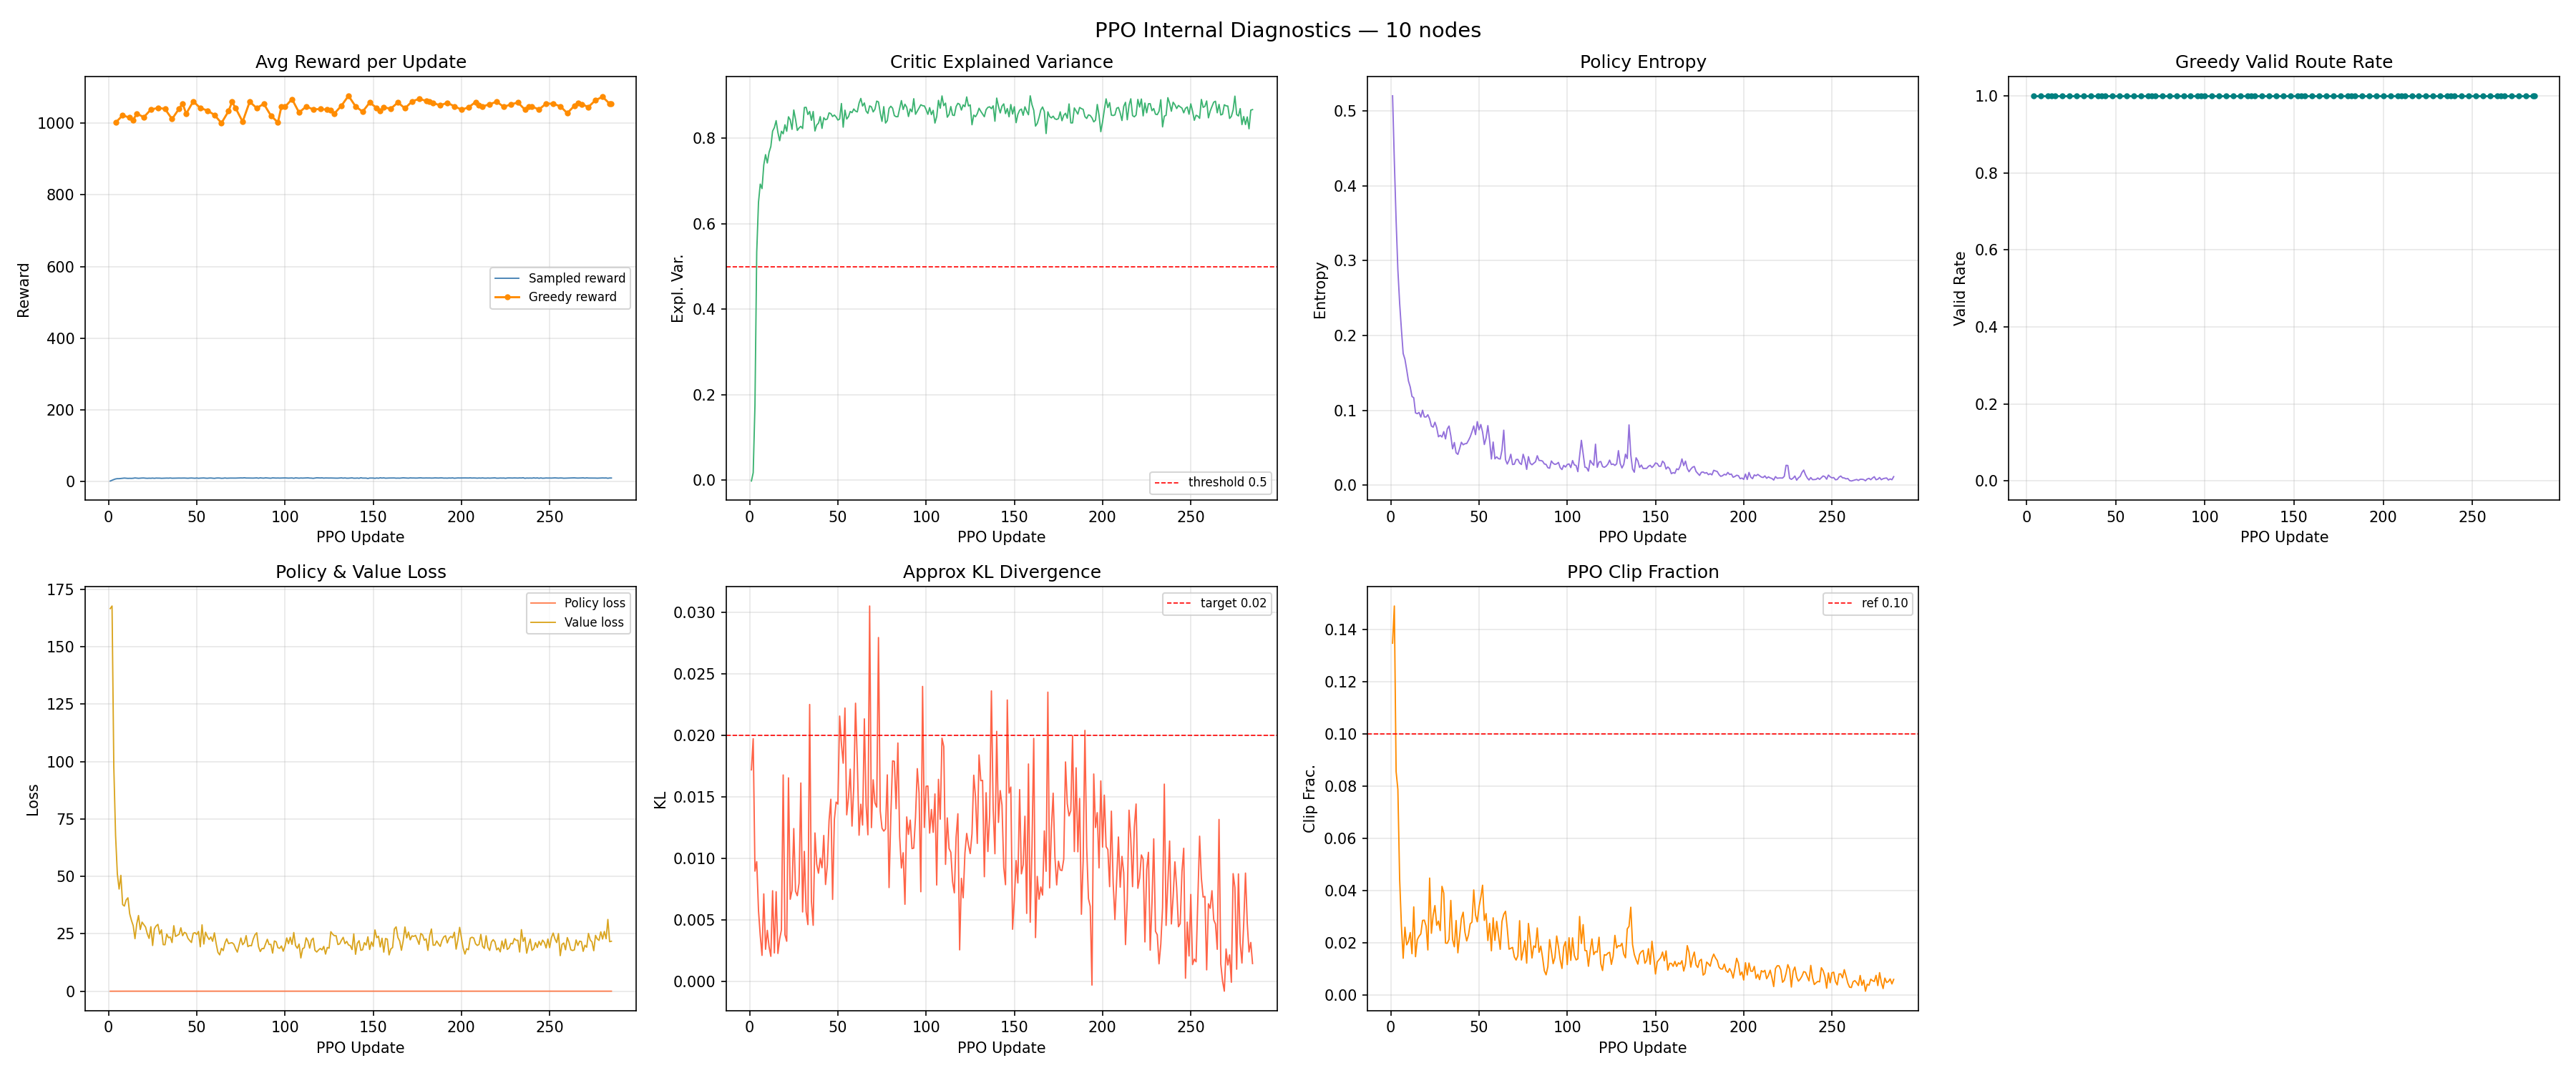 PPO Internal Diagnostics — 10 nodes
Avg Reward per Update
Reward
1000
800
600
400
200
0
Sampled reward
Greedy reward
0 50 100 150 200 250
PPO Update
Critic Explained Variance
Expl. Var.
0.8
0.6
0.4
0.2
0.0
threshold 0.5
0 50 100 150 200 250
PPO Update
Policy Entropy
Entropy
0.5
0.4
0.3
0.2
0.1
0.0
0 50 100 150 200 250
PPO Update
Greedy Valid Route Rate
Valid Rate
1.0
0.8
0.6
0.4
0.2
0.0
0 50 100 150 200 250
PPO Update
Policy & Value Loss
Loss
175
150
125
100
75
50
25
0
Policy loss
Value loss
0 50 100 150 200 250
PPO Update
Approx KL Divergence
KL
0.030
0.025
0.020
0.015
0.010
0.005
0.000
target 0.02
0 50 100 150 200 250
PPO Update
PPO Clip Fraction
Clip Frac.
0.14
0.12
0.10
0.08
0.06
0.04
0.02
0.00
ref 0.10
0 50 100 150 200 250
PPO Update